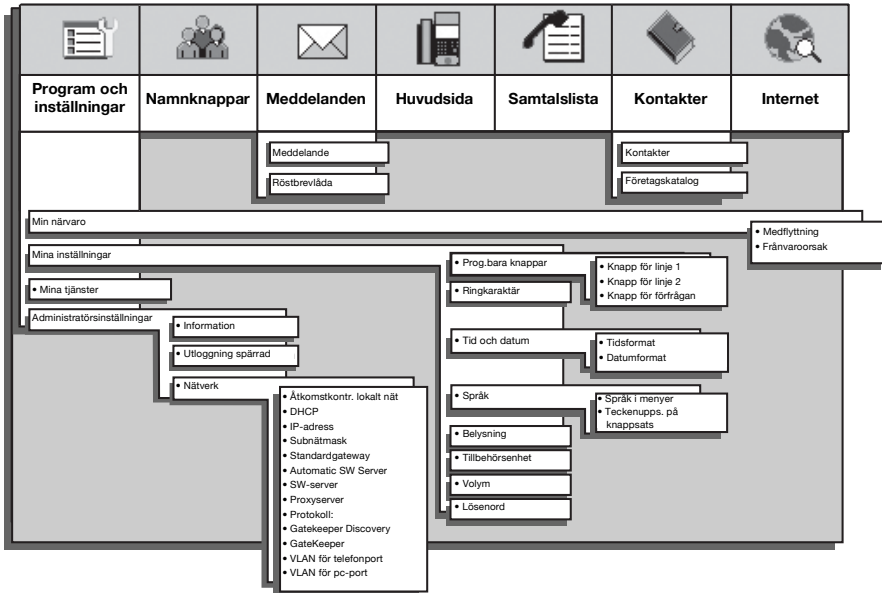 Program och
inställningar
Namnknappar
Meddelanden
Huvudsida
Samtalslista
Kontakter
Internet
Meddelande
Röstbrevlåda
Kontakter
Företagskatalog
Min närvaro
• Medflyttning
• Frånvaroorsak
Mina inställningar
• Prog.bara knappar
• Knapp för linje 1
• Knapp för linje 2
• Knapp för förfrågan
• Ringkaraktär
• Tid och datum
• Tidsformat
• Datumformat
• Språk
• Språk i menyer
• Teckenupps. på
knappsats
• Belysning
• Tillbehörsenhet
• Volym
• Lösenord
• Mina tjänster
Administratörsinställningar
• Information
• Utloggning spärrad
• Nätverk
• Åtkomstkontr. lokalt nät
• DHCP
• IP-adress
• Subnätmask
• Standardgateway
• Automatic SW Server
• SW-server
• Proxyserver
• Protokoll:
• Gatekeeper Discovery
• GateKeeper
• VLAN för telefonport
• VLAN för pc-port